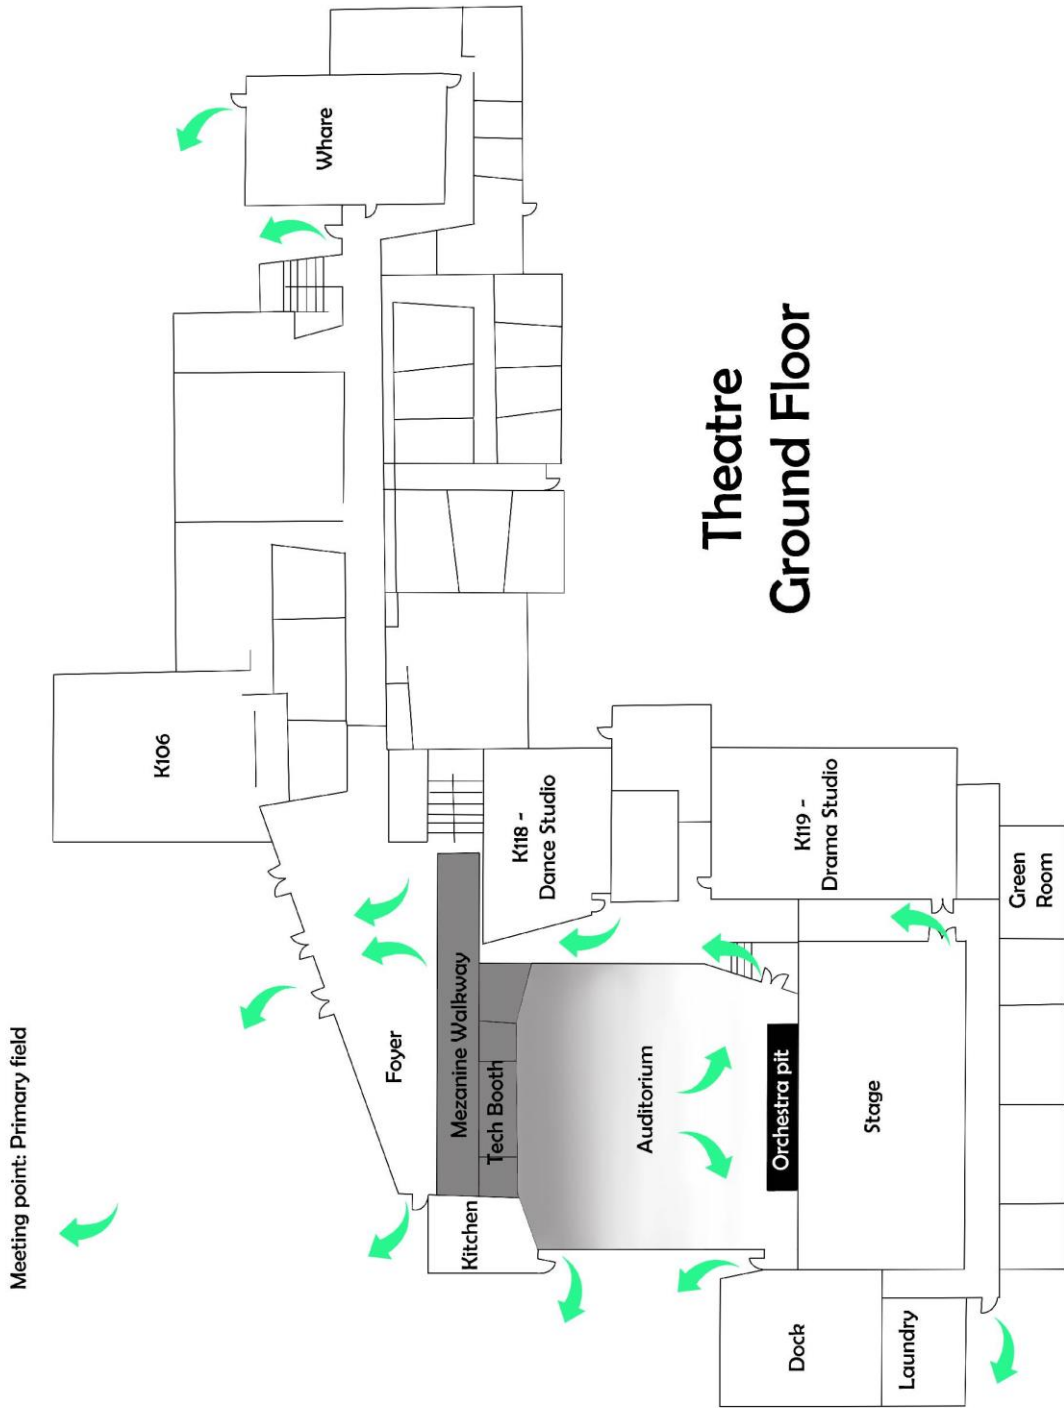 Meeting point: Primary field
Whare
K106
Theatre
Ground Floor
Foyer
Mezanine Walkway
Tech Booth
Kitchen
K118 -
Dance Studio
Auditorium
Orchestra pit
Stage
K119 -
Drama Studio
Green
Room
Dock
Laundry